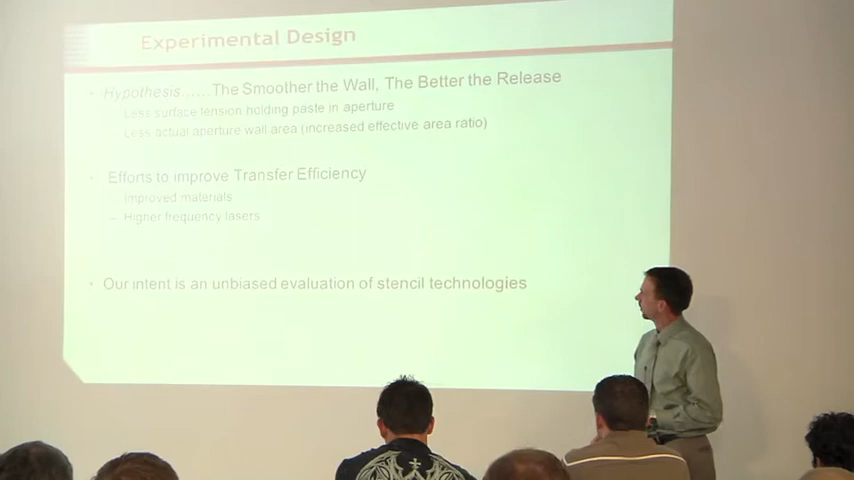 Experimental Design
• Hypothesis……The Smoother the Wall, The Better the Release
– Less surface tension holding paste in aperture
– Less actual aperture wall area (increased effective area ratio)
• Efforts to improve Transfer Efficiency
– Improved materials
– Higher frequency lasers
• Our intent is an unbiased evaluation of stencil technologies